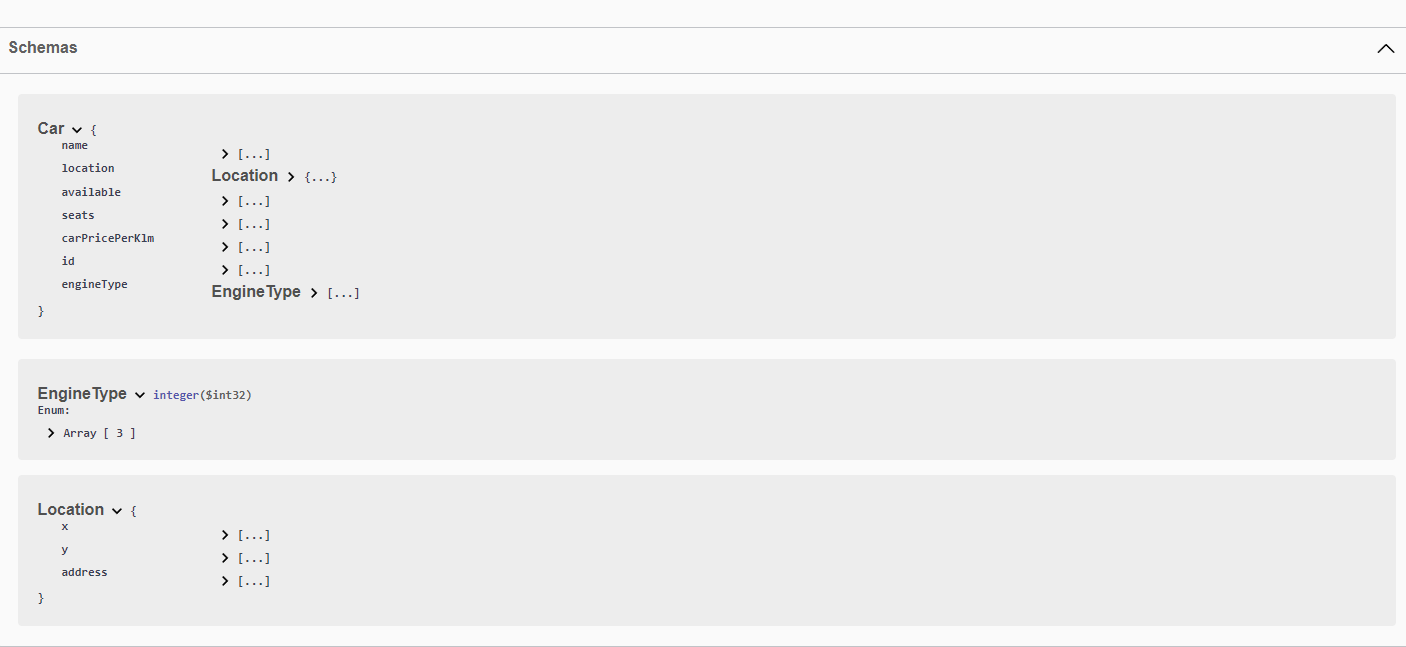 Schemas
Car {
name [...]
location Location {...}
available [...]
seats [...]
carPricePerKlm [...]
id [...]
engineType EngineType [...]
}
EngineType integer($int32)
Enum:
Array [ 3 ]
Location {
x [...]
y [...]
address [...]
}